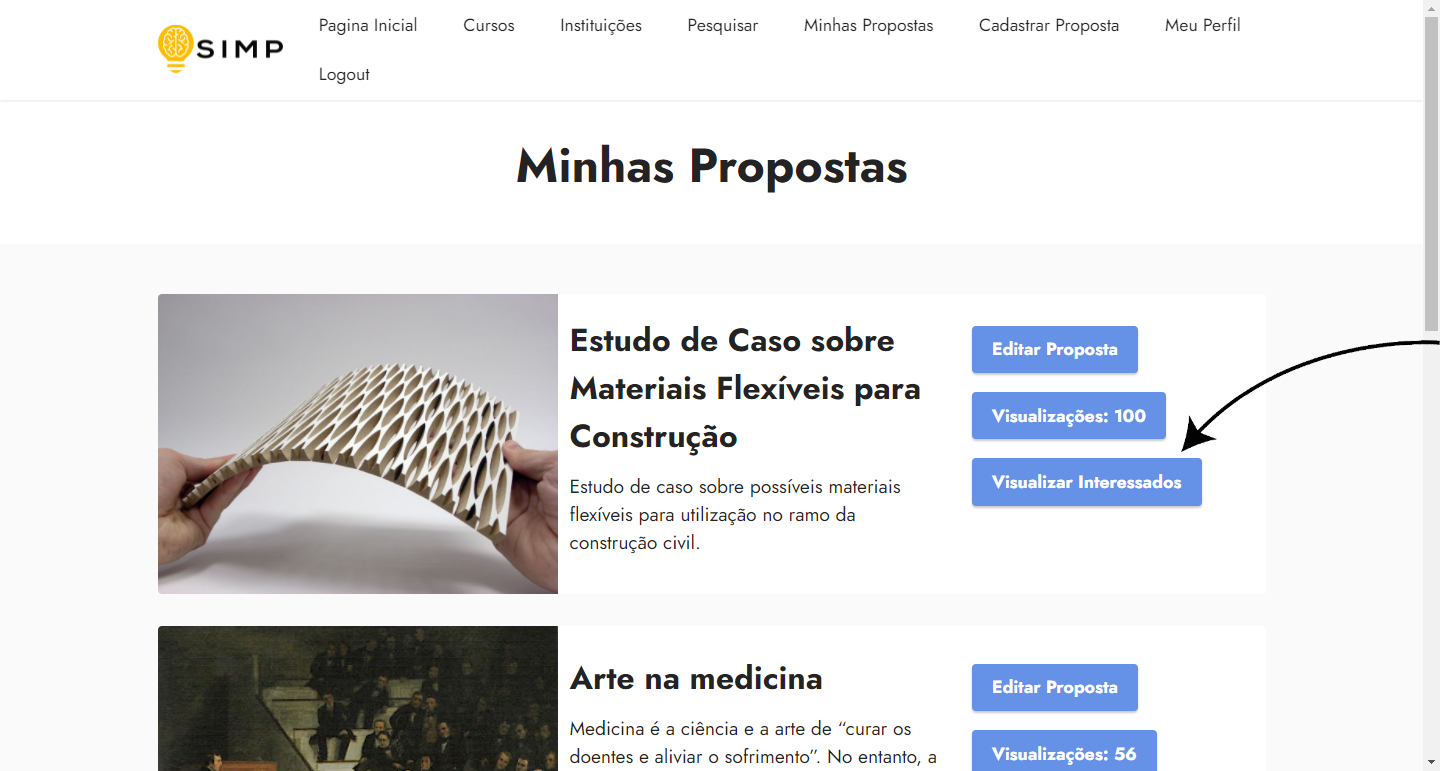 SIMP
Pagina Inicial Cursos Instituições Pesquisar Minhas Propostas Cadastrar Proposta Meu Perfil
Logout
Minhas Propostas
Estudo de Caso sobre
Materiais Flexíveis para
Construção
Estudo de caso sobre possíveis materiais
flexíveis para utilização no ramo da
construção civil.
Editar Proposta
Visualizações: 100
Visualizar Interessados
Arte na medicina
Medicina é a ciência e a arte de “curar os
doentes e aliviar o sofrimento”. No entanto, a
Editar Proposta
Visualizações: 56